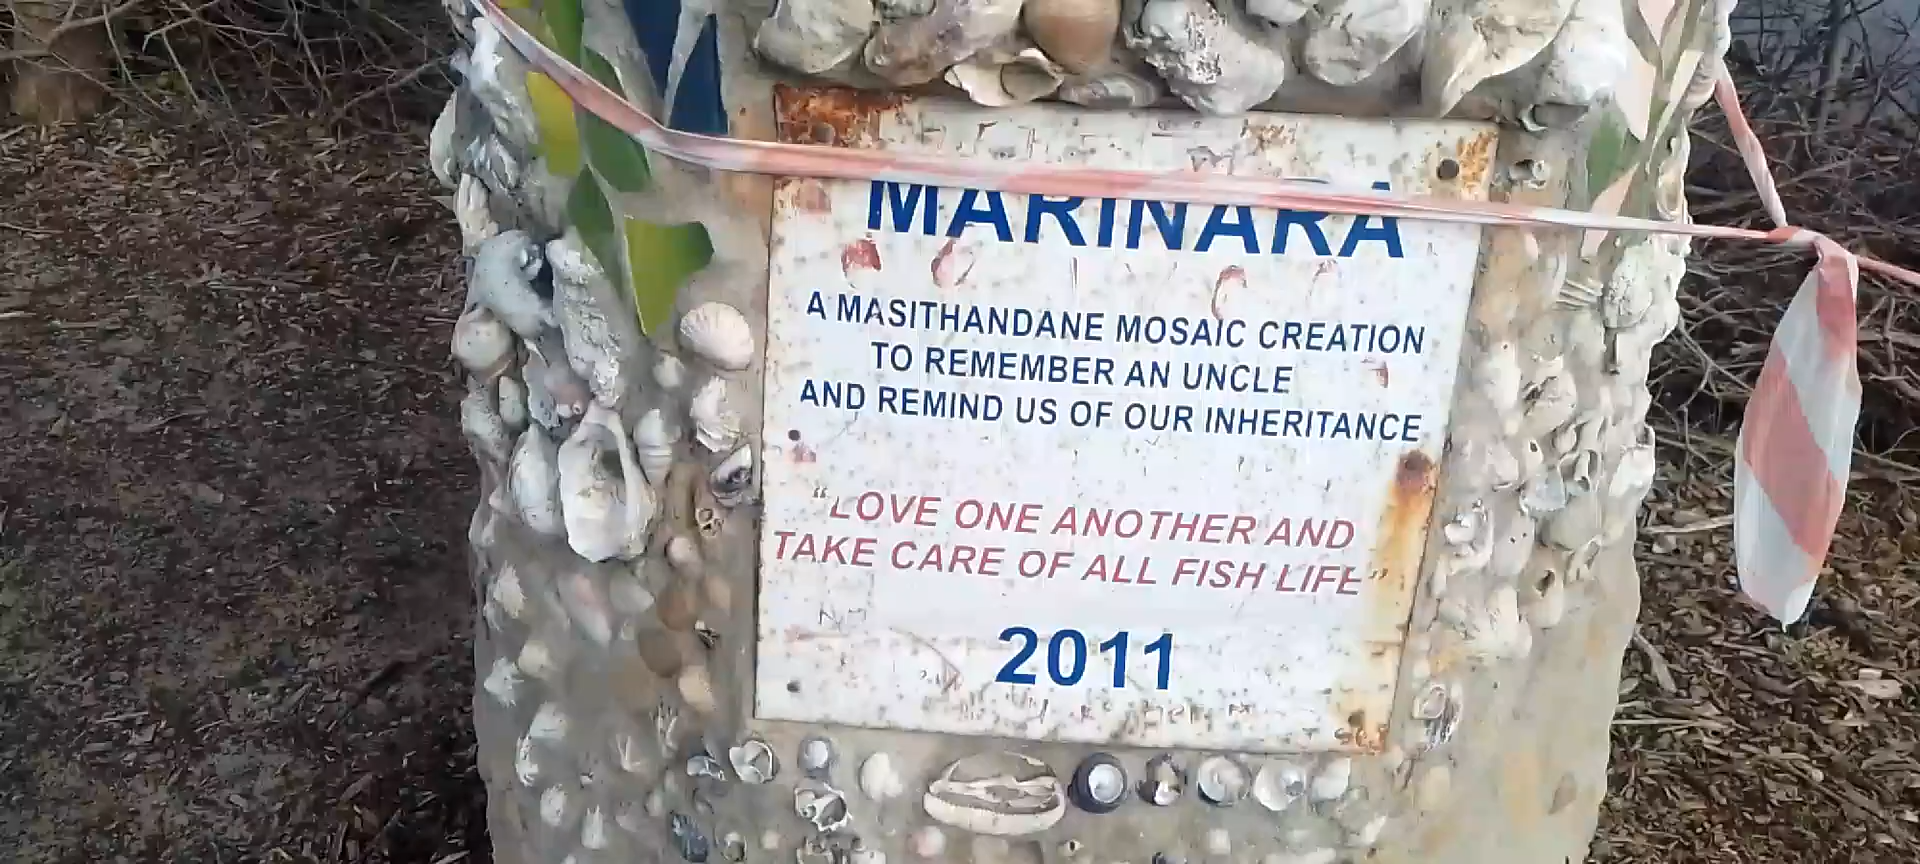 MARINARA
A MASITHANDANE MOSAIC CREATION
TO REMEMBER AN UNCLE
AND REMIND US OF OUR INHERITANCE
“LOVE ONE ANOTHER AND
TAKE CARE OF ALL FISH LIFE”
2011